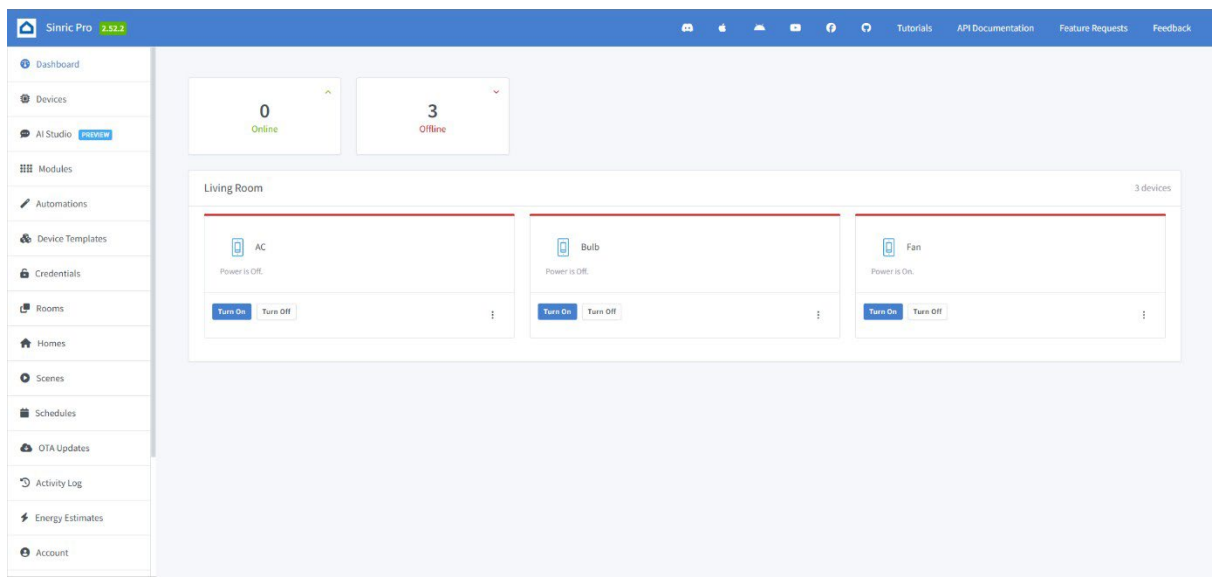 Sinric Pro 2.52.2
Tutorials API Documentation Feature Requests Feedback
Dashboard
Devices
AI Studio PREVIEW
Modules
Automations
Device Templates
Credentials
Rooms
Homes
Scenes
Schedules
OTA Updates
Activity Log
Energy Estimates
Account
0
Online
3
Offline
Living Room 3 devices
AC
Power is Off.
Turn On Turn Off
Bulb
Power is Off.
Turn On Turn Off
Fan
Power is On.
Turn On Turn Off